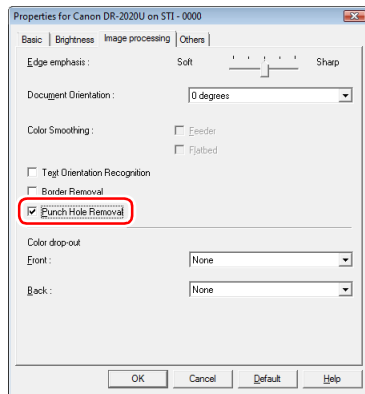 Properties for Canon DR-2020U on STI - 0000
Basic Brightness Image processing Others
Edge emphasis : Soft Sharp
Document Orientation : 0 degrees
Color Smoothing : Feeder
Flatbed
Text Orientation Recognition
Border Removal
Punch Hole Removal
Color drop-out
Front : None
Back : None
OK Cancel Default Help